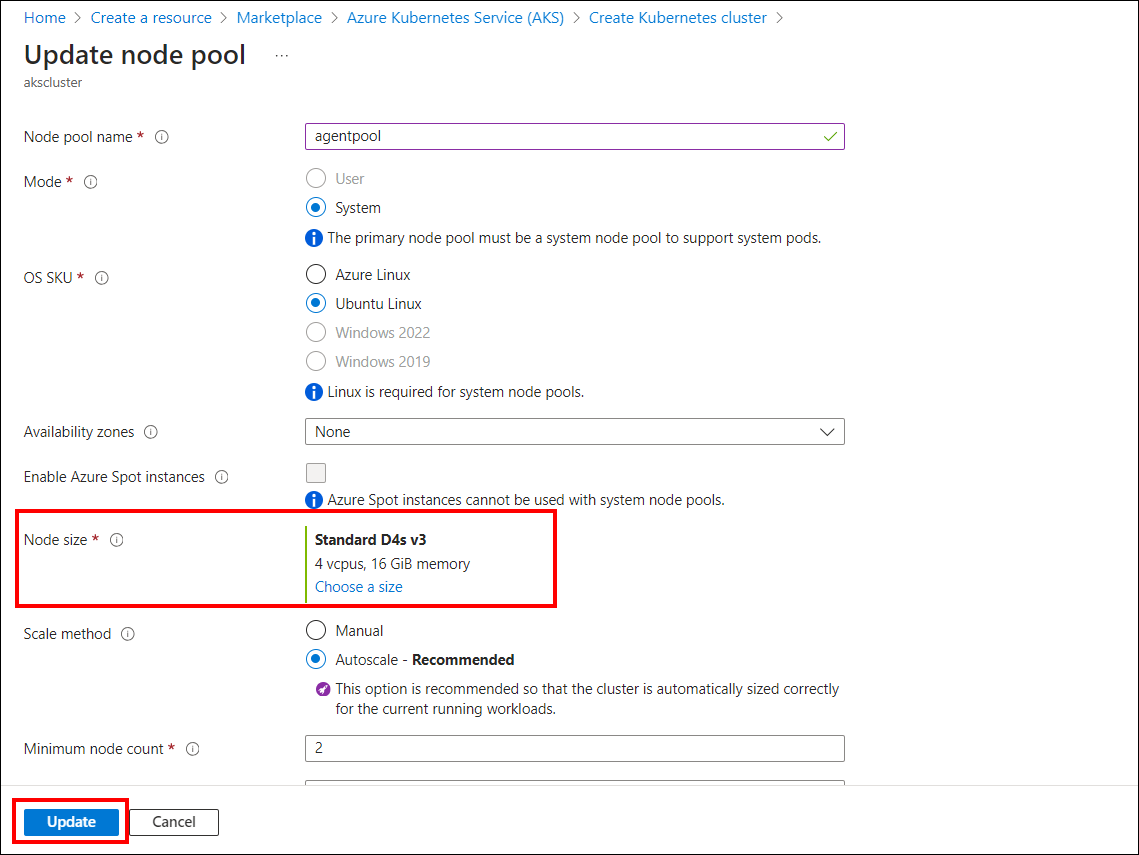 Home > Create a resource > Marketplace > Azure Kubernetes Service (AKS) > Create Kubernetes cluster >
Update node pool ...
akscluster
Node pool name * agentpool
Mode * User
System
The primary node pool must be a system node pool to support system pods.
OS SKU * Azure Linux
Ubuntu Linux
Windows 2022
Windows 2019
Linux is required for system node pools.
Availability zones None
Enable Azure Spot instances
Azure Spot instances cannot be used with system node pools.
Node size * Standard D4s v3
4 vcpus, 16 GiB memory
Choose a size
Scale method Manual
Autoscale - Recommended
This option is recommended so that the cluster is automatically sized correctly
for the current running workloads.
Minimum node count * 2
Update Cancel